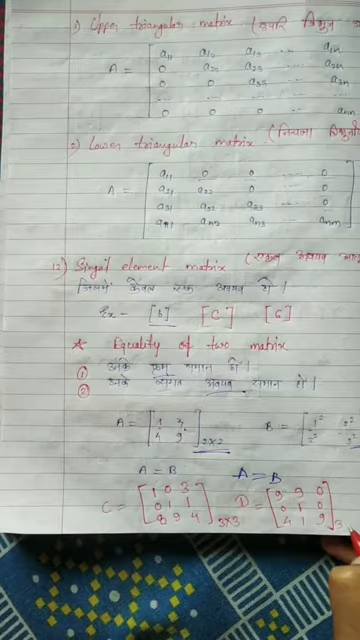 1) Upper triangular matrix (उपरि त्रिभुज
A = [ a11 a12 a13 ... a1n
0 a22 a23 ... a2n
0 0 a33 ... a3n
... ... ... ...
0 0 0 ... ann
2) Lower triangular matrix (निचला त्रिभुज
A = [ a11 0 0 ... 0
a21 a22 0 ... 0
a31 a32 a33 ... 0
an1 an2 an3 ... ann
12) Singal element matrix (एकल अवयव
जिसमें केवल एक अवयव हो।
Ex - [b] [C] [G]
★ Equality of two matrix
① उनके क्रम समान हो।
② उनके संगत अवयव समान हो।
A = [ 1 4 9 ] 2×2 B = [ 1² 2²
A = B A = B
C = [ 1 0 3 D = [ 9 9 0
0 1 1 0 1 0
8 9 4 ] 3×3 4 1 9 ] 3